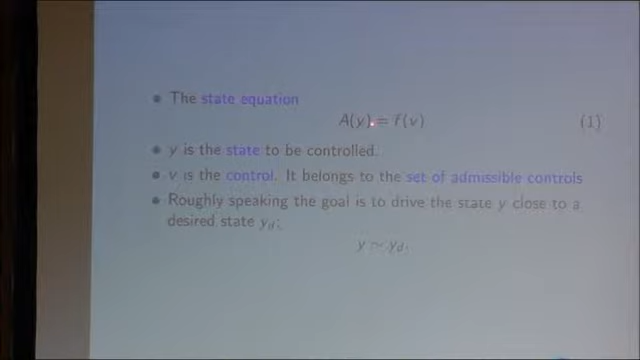 • The state equation
A(y) = f(v) (1)
• y is the state to be controlled.
• v is the control. It belongs to the set of admissible controls
• Roughly speaking the goal is to drive the state y close to a
desired state y_d:
y ∼ y_d.